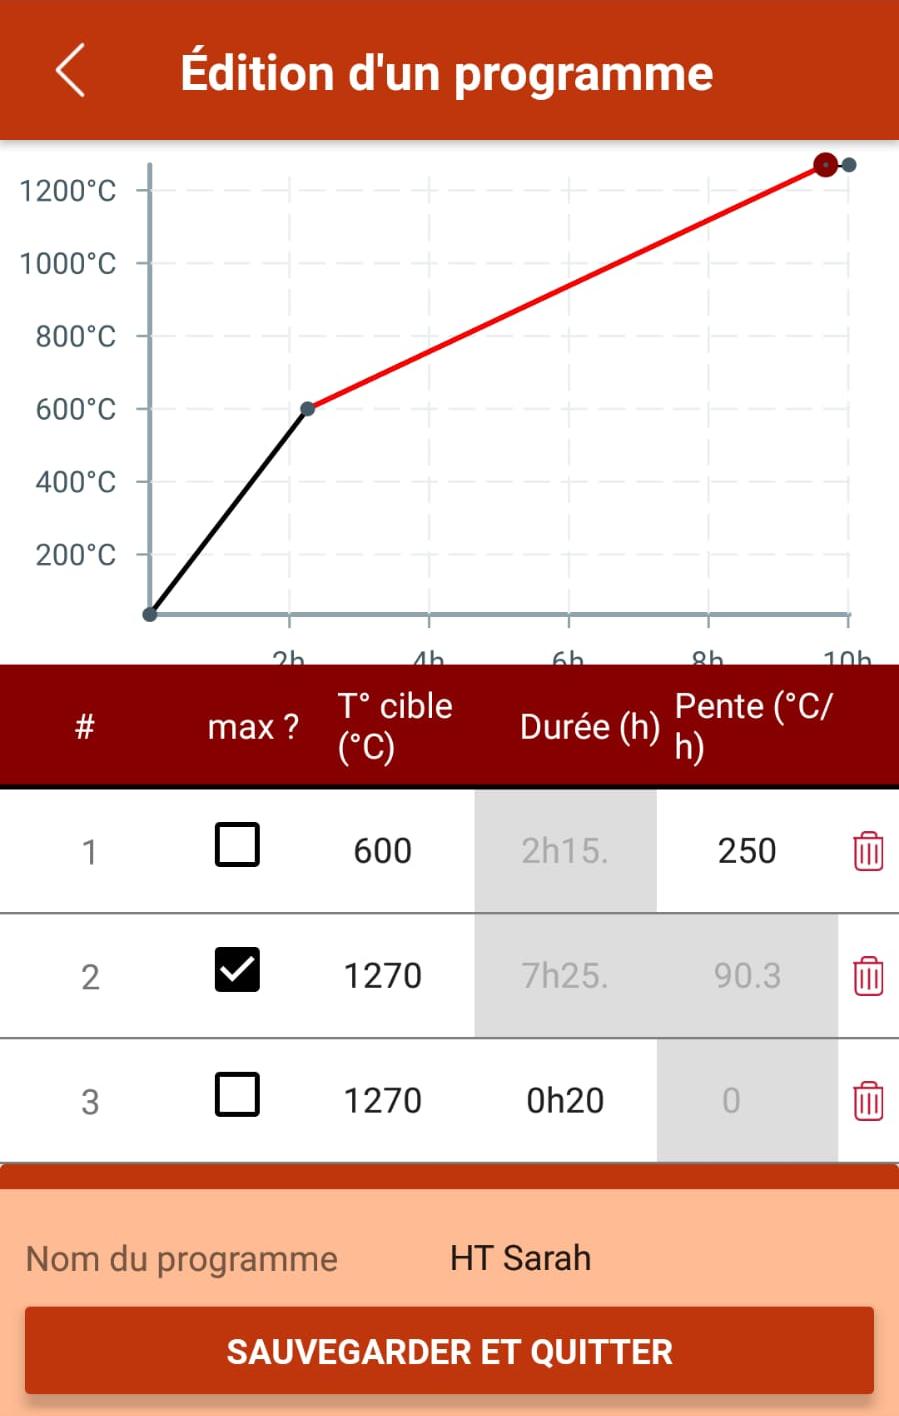 Édition d'un programme
1200°C
1000°C
800°C
600°C
400°C
200°C
2h 4h 6h 8h 10h
# max ? T° cible (°C) Durée (h) Pente (°C/h)
1 600 2h15. 250
2 1270 7h25. 90.3
3 1270 0h20 0
Nom du programme HT Sarah
SAUVEGARDER ET QUITTER